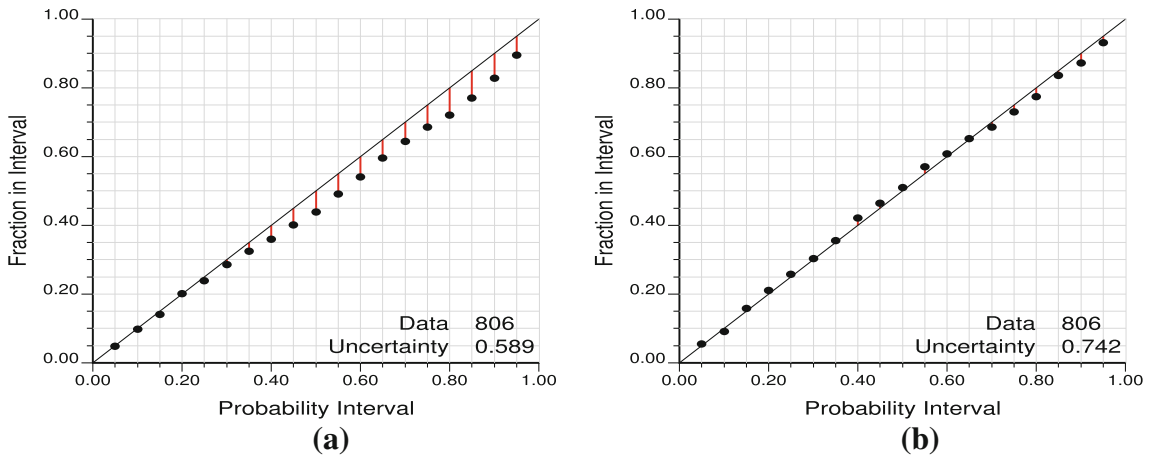 1.00
0.80
0.60
0.40
0.20
0.00
Fraction in Interval
Data 806
Uncertainty 0.589
0.00 0.20 0.40 0.60 0.80 1.00
Probability Interval
(a)
1.00
0.80
0.60
0.40
0.20
0.00
Fraction in Interval
Data 806
Uncertainty 0.742
0.00 0.20 0.40 0.60 0.80 1.00
Probability Interval
(b)